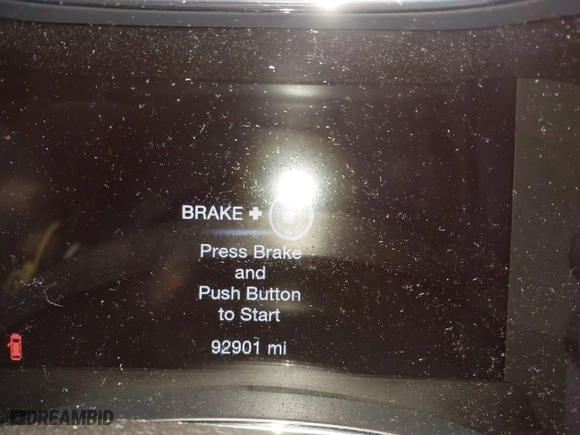 BRAKE +
Press Brake
and
Push Button
to Start
92901 mi
DREAMBID